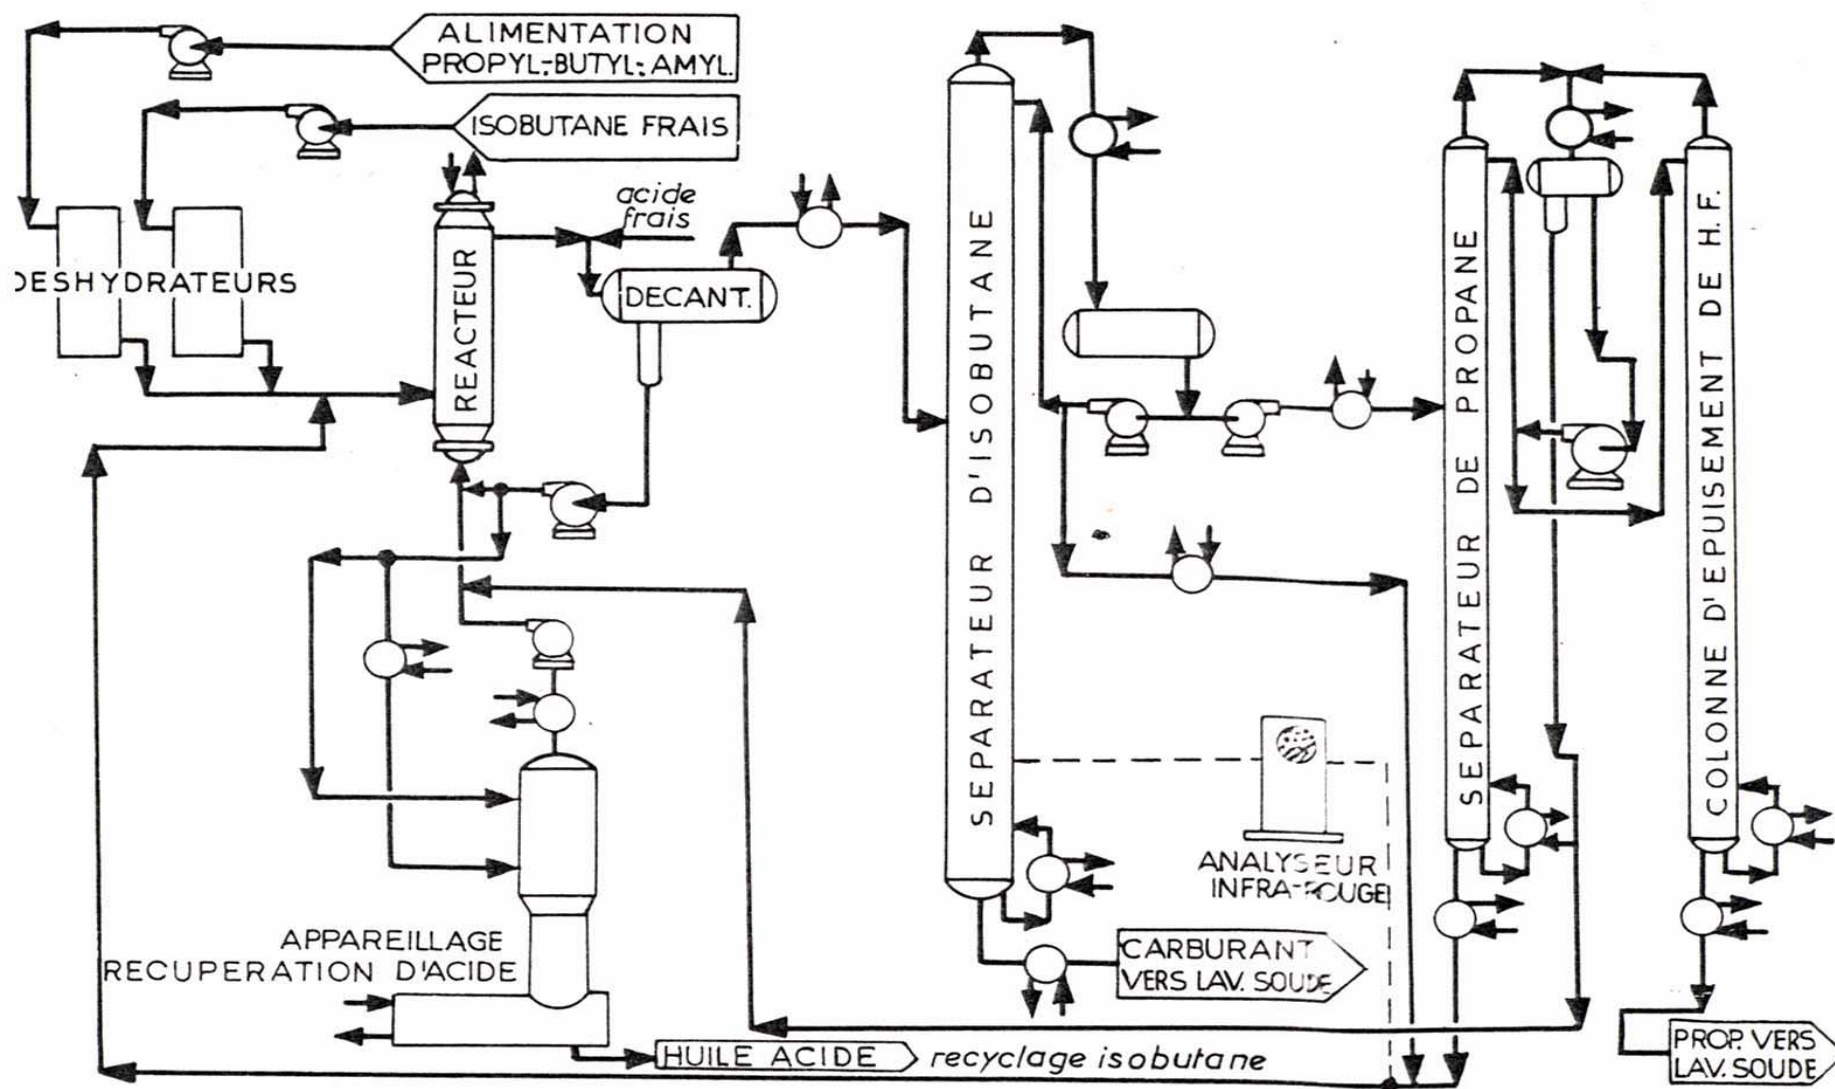 ALIMENTATION
PROPYL-BUTYL-AMYL.
ISOBUTANE FRAIS
acide
frais
DESHYDRATEURS
REACTEUR
DECANT.
SEPARATEUR D'ISOBUTANE
SEPARATEUR DE PROPANE
COLONNE D'EPUISEMENT DE H.F.
ANALYSEUR
INFRA-ROUGE
APPAREILLAGE
RECUPERATION D'ACIDE
CARBURANT
VERS LAV. SOUDE
HUILE ACIDE
recyclage isobutane
PROP. VERS
LAV. SOUDE